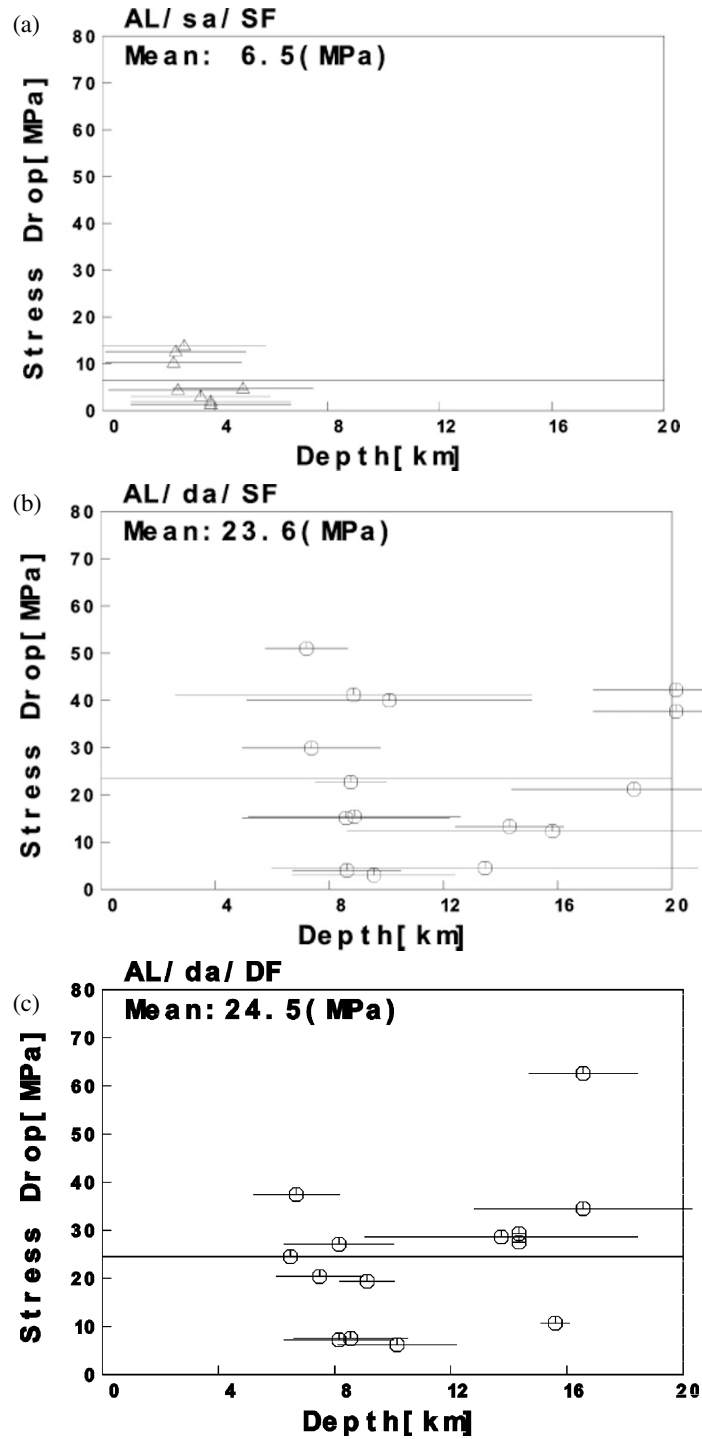 (a)
AL/ sa/ SF
Mean: 6. 5( MPa)
80
70
60
50
40
30
20
10
0
Stress Drop[ MPa]
0 4 8 12 16 20
Depth[ km]
(b)
AL/ da/ SF
Mean: 23. 6( MPa)
80
70
60
50
40
30
20
10
0
Stress Drop[ MPa]
0 4 8 12 16 20
Depth[ km]
(c)
AL/ da/ DF
Mean: 24. 5( MPa)
80
70
60
50
40
30
20
10
0
Stress Drop[ MPa]
0 4 8 12 16 20
Depth[ km]